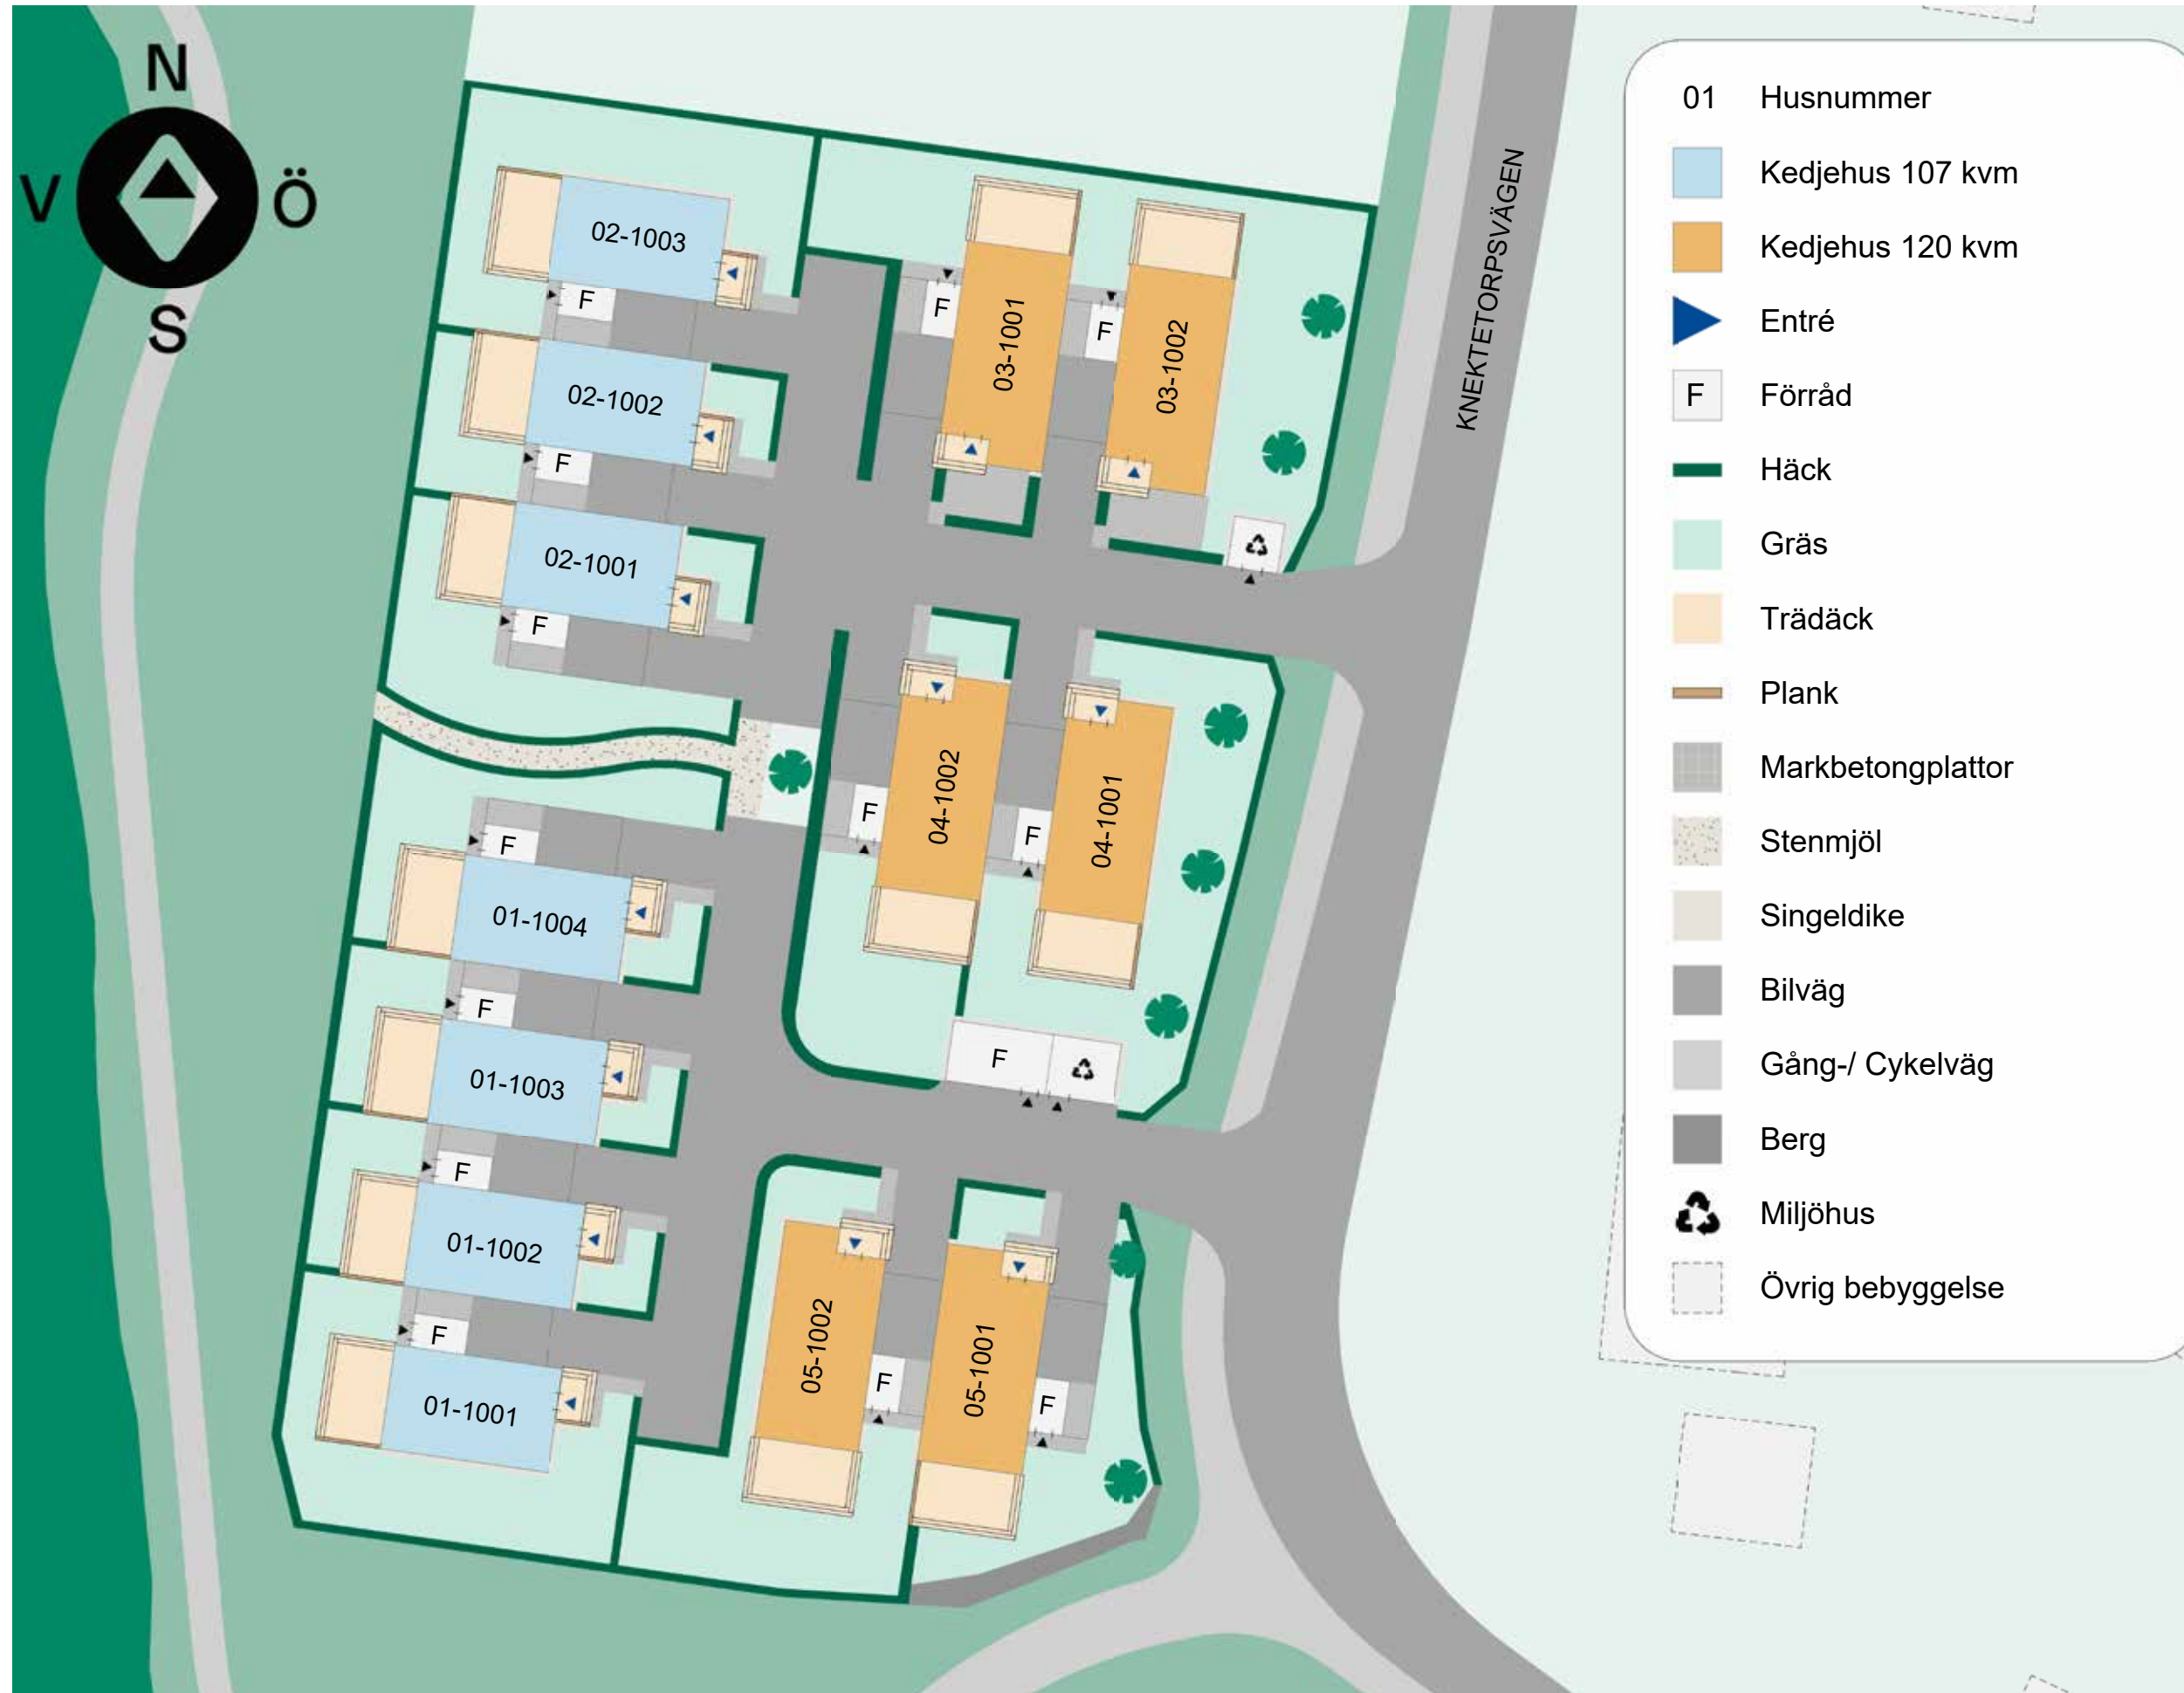 N
V
Ö
S
02-1003
F
02-1002
F
02-1001
F
03-1001
F
03-1002
F
KNEKTETORPSVÄGEN
04-1002
F
04-1001
F
F
F
01-1004
F
01-1003
F
01-1002
F
01-1001
05-1002
F
05-1001
F
01 Husnummer
Kedjehus 107 kvm
Kedjehus 120 kvm
Entré
F Förråd
Häck
Gräs
Trädäck
Plank
Markbetongplattor
Stenmjöl
Singeldike
Bilväg
Gång-/ Cykelväg
Berg
Miljöhus
Övrig bebyggelse